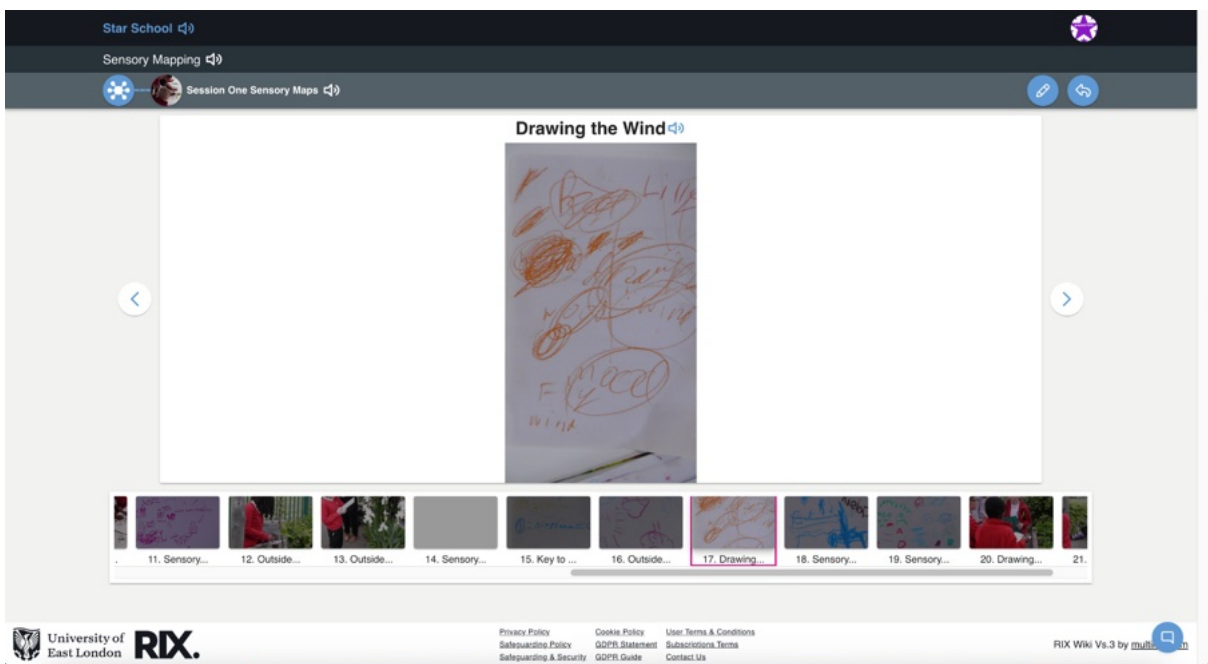 Star School
Sensory Mapping
Session One Sensory Maps
Drawing the Wind
wind
F
wind
11. Sensory...
12. Outside...
13. Outside...
14. Sensory...
15. Key to ...
16. Outside...
17. Drawing...
18. Sensory...
19. Sensory...
20. Drawing...
21.
University of
East London
RIX.
Privacy Policy
Cookie Policy
User Terms & Conditions
Safeguarding Policy
GDPR Statement
Subscriptions Terms
Safeguarding & Security
GDPR Guide
Contact Us
RIX Wiki Vs.3 by